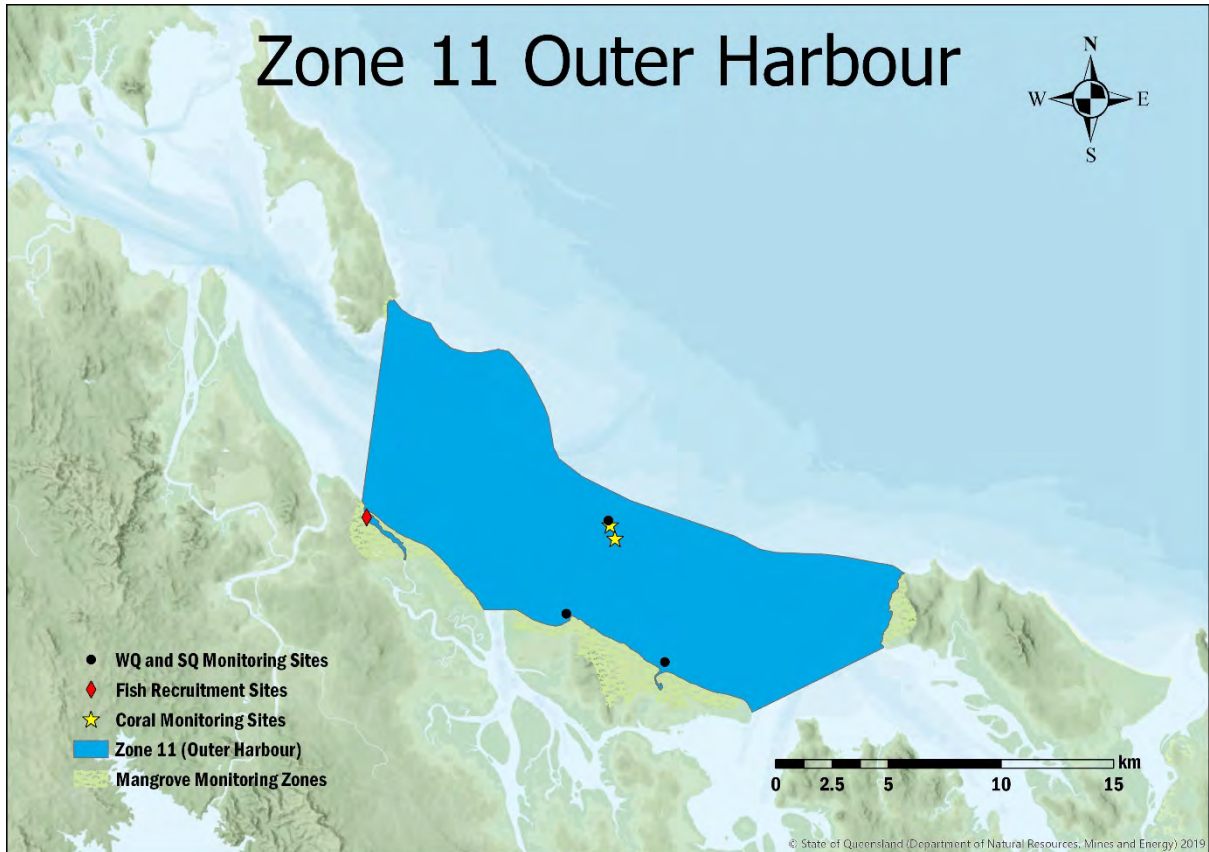 Zone 11 Outer Harbour
N
W E
S
WQ and SQ Monitoring Sites
Fish Recruitment Sites
Coral Monitoring Sites
Zone 11 (Outer Harbour)
Mangrove Monitoring Zones
km
0 2.5 5 10 15
© State of Queensland (Department of Natural Resources, Mines and Energy) 2019